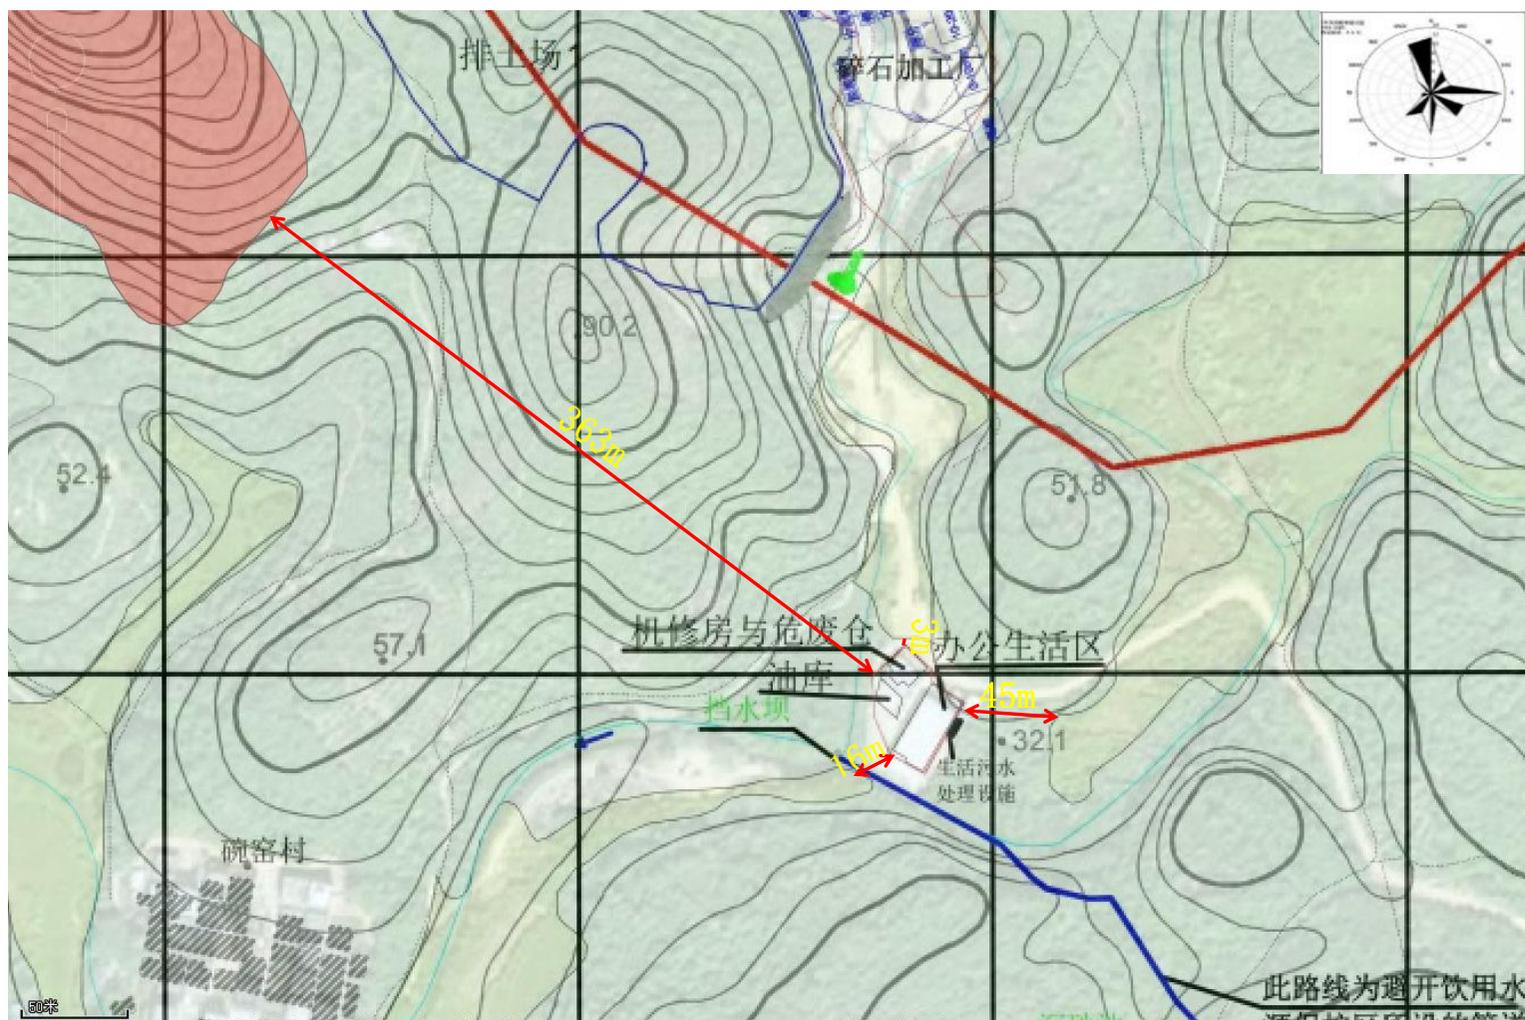 排土场1
碎石加工厂
90.2
363m
52.4
51.8
57.1
机修房与危废仓
3m
办公生活区
油库
45m
挡水坝
32.1
16m
生活污水
处理设施
碗窑村
此路线为避开饮用水
50米